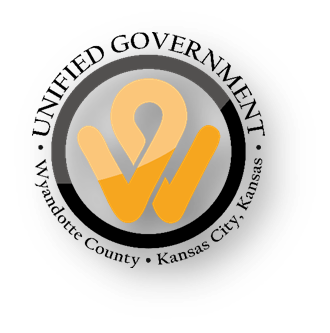 • UNIFIED GOVERNMENT •
Wyandotte County • Kansas City, Kansas